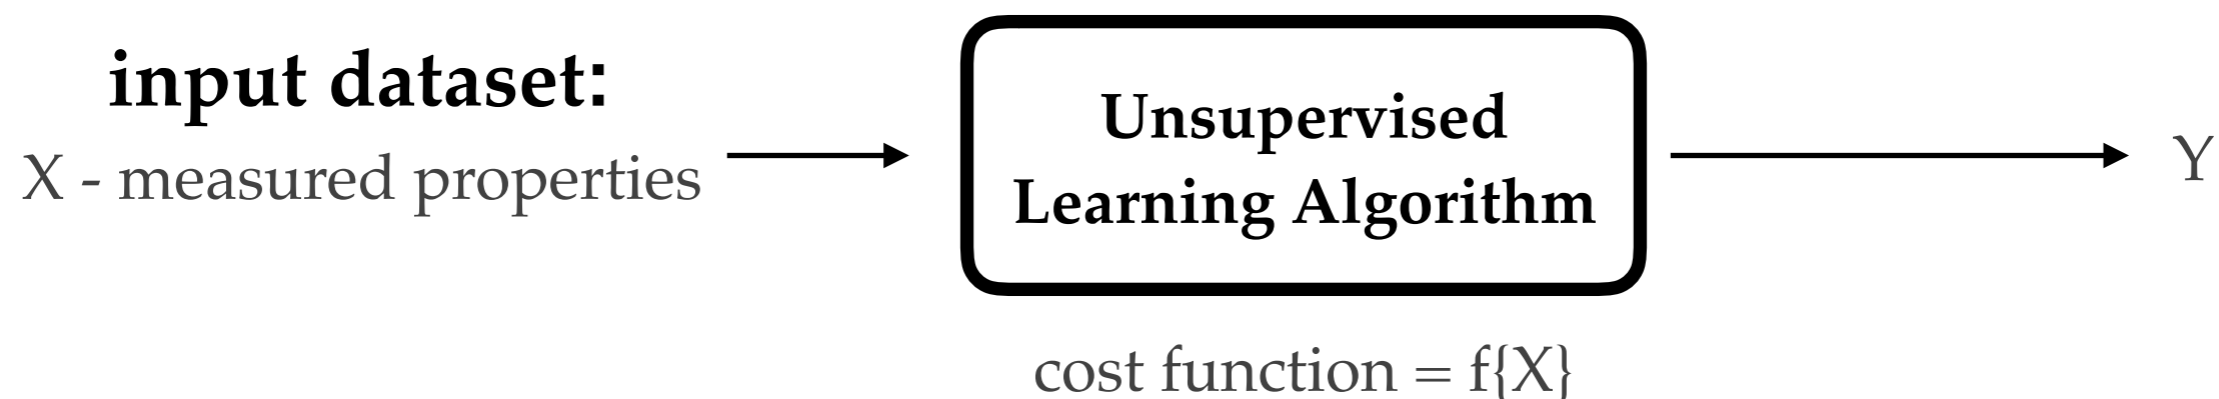 input dataset:
X - measured properties
Unsupervised
Learning Algorithm
Y
cost function = f{X}